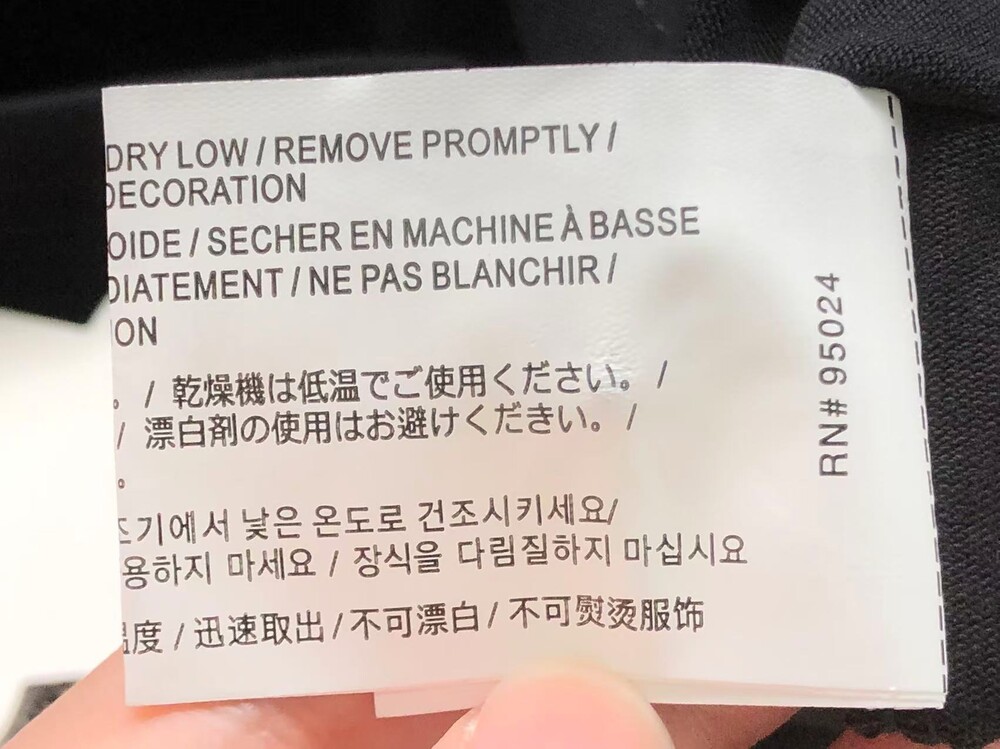 DRY LOW / REMOVE PROMPTLY /
DECORATION
OIDE / SECHER EN MACHINE À BASSE
DIATEMENT / NE PAS BLANCHIR /
ION
。 / 乾燥機は低温でご使用ください。 /
/ 漂白剤の使用はお避けくだきい。 /
。
조기에서 낮은 온도로 건조시키세요/
용하지 마세요 / 장식을 다림질하지 마십시요
温度 / 迅速取出 / 不可漂白 / 不可熨烫服饰
RN# 95024